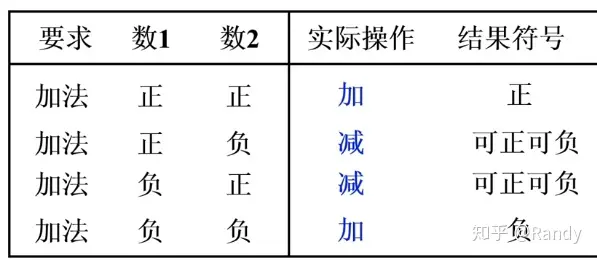 要求 数1 数2 实际操作 结果符号
加法 正 正 加 正
加法 正 负 减 可正可负
加法 负 正 减 可正可负
加法 负 负 加 负
知乎 @Randy